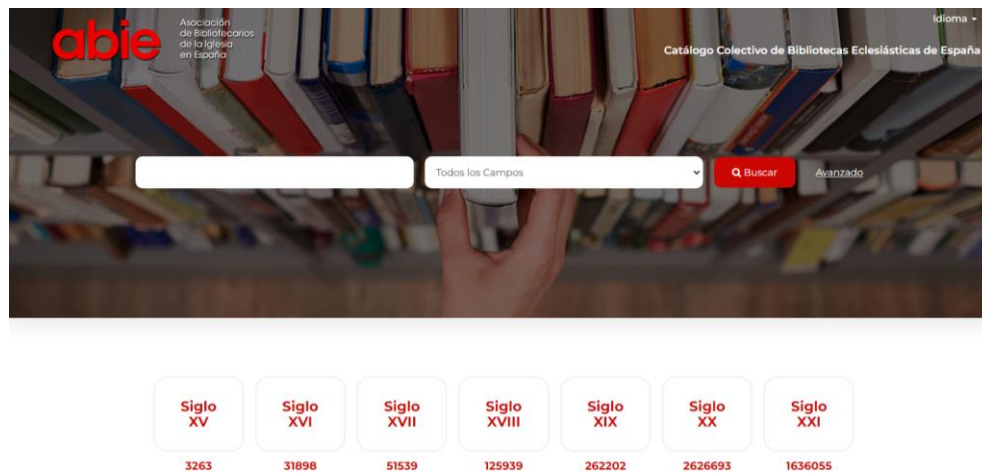 abie
Asociación
de Bibliotecarios
de la Iglesia
en España
Idioma
Catálogo Colectivo de Bibliotecas Eclesiásticas de España
Todos los Campos
Buscar
Avanzado
Siglo
XV
Siglo
XVI
Siglo
XVII
Siglo
XVIII
Siglo
XIX
Siglo
XX
Siglo
XXI
3263
31898
51539
125939
262202
2626693
1636055